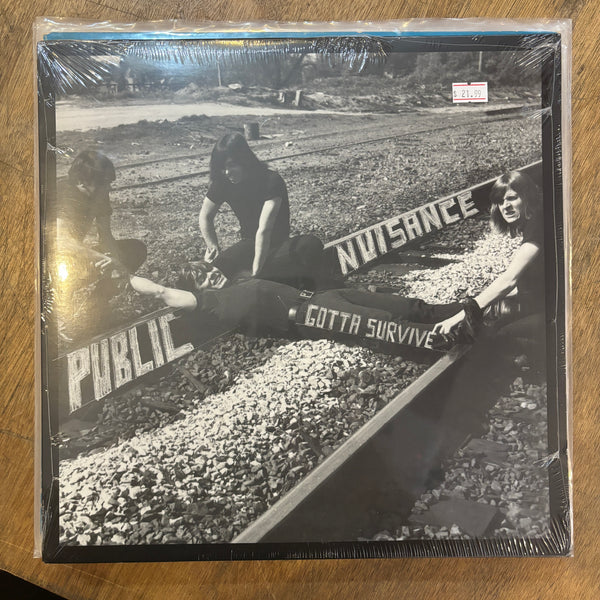 $ 21.99
PUBLIC
NUISANCE
GOTTA SURVIVE